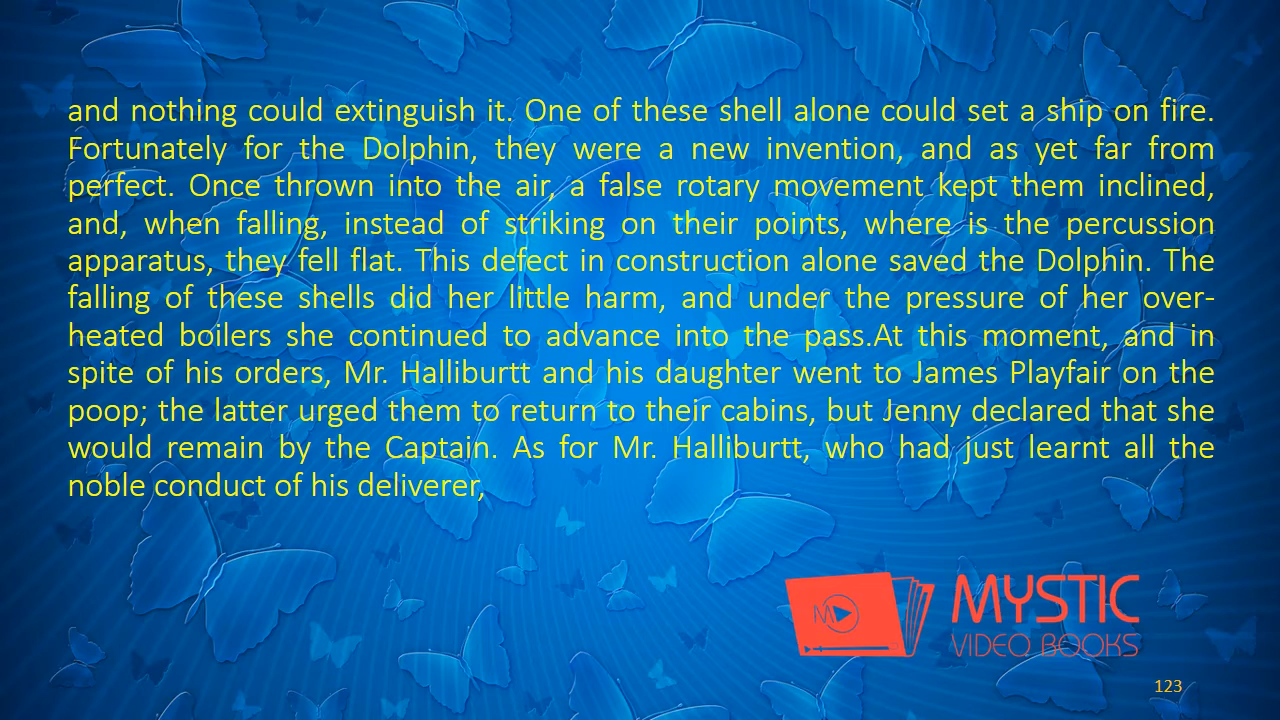 and nothing could extinguish it. One of these shell alone could set a ship on fire.
Fortunately for the Dolphin, they were a new invention, and as yet far from
perfect. Once thrown into the air, a false rotary movement kept them inclined,
and, when falling, instead of striking on their points, where is the percussion
apparatus, they fell flat. This defect in construction alone saved the Dolphin. The
falling of these shells did her little harm, and under the pressure of her over-
heated boilers she continued to advance into the pass.At this moment, and in
spite of his orders, Mr. Halliburtt and his daughter went to James Playfair on the
poop; the latter urged them to return to their cabins, but Jenny declared that she
would remain by the Captain. As for Mr. Halliburtt, who had just learnt all the
noble conduct of his deliverer,
M
MYSTIC
VIDEO BOOKS
123